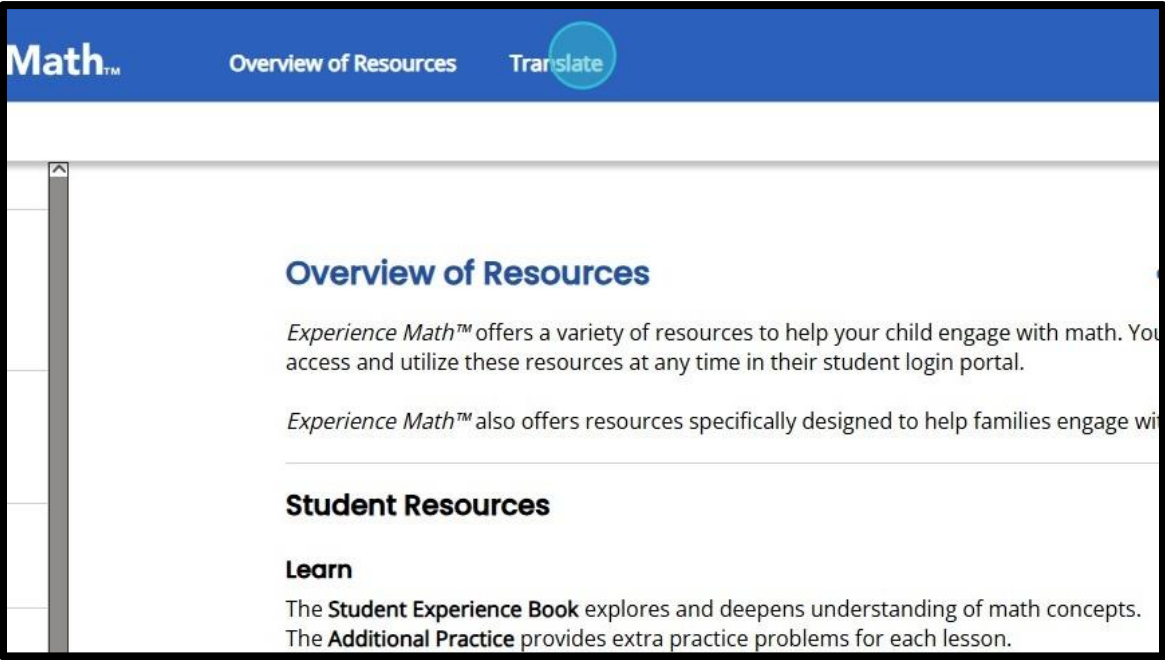 Math™ Overview of Resources Translate
Overview of Resources
Experience Math™ offers a variety of resources to help your child engage with math. You
access and utilize these resources at any time in their student login portal.
Experience Math™ also offers resources specifically designed to help families engage
Student Resources
Learn
The Student Experience Book explores and deepens understanding of math concepts.
The Additional Practice provides extra practice problems for each lesson.